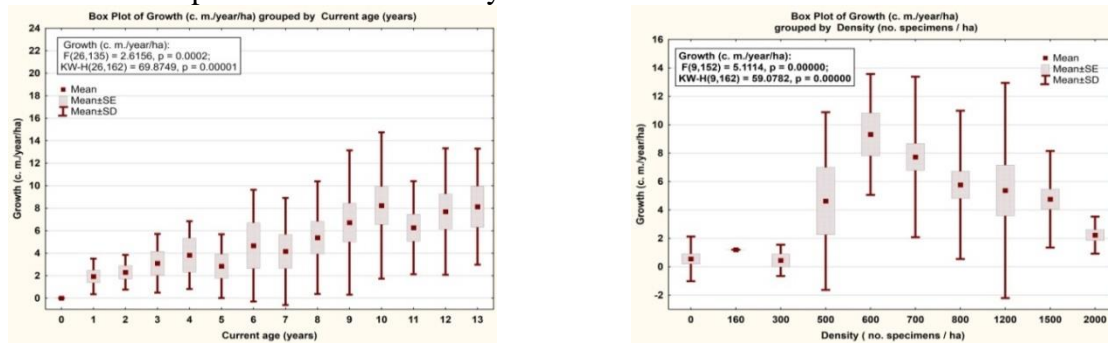 Box Plot of Growth (c. m./year/ha) grouped by Current age (years)
24
22
20
18
16
14
12
10
8
6
4
2
0
Growth (c. m./year/ha)
Growth (c. m./year/ha):
F(26,135) = 2.6156, p = 0.0002;
KW-H(26,162) = 69.8749, p = 0.00001
Mean
Mean±SE
Mean±SD
0 1 2 3 4 5 6 7 8 9 10 11 12 13
Current age (years)
Box Plot of Growth (c. m./year/ha)
grouped by Density (no. specimens / ha)
16
14
12
10
8
6
4
2
0
-2
Growth (c. m./year/ha)
Growth (c. m./year/ha):
F(9,152) = 5.1114, p = 0.00000;
KW-H(9,162) = 59.0782, p = 0.00000
Mean
Mean±SE
Mean±SD
0 160 300 500 600 700 800 1200 1500 2000
Density ( no. specimens / ha)